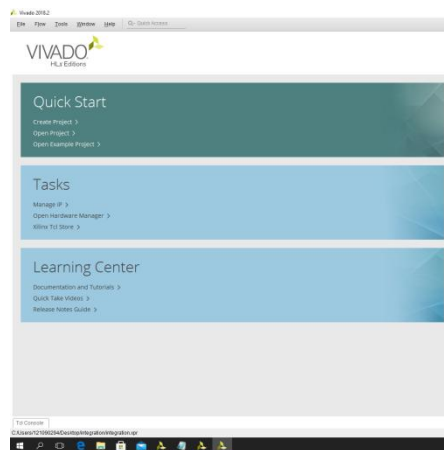 Vivado 2018.2
File Flow Tools Window Help Q- Quick Access
VIVADO
HLx Editions
Quick Start
Create Project >
Open Project >
Open Example Project >
Tasks
Manage IP >
Open Hardware Manager >
Xilinx Tcl Store >
Learning Center
Documentation and Tutorials >
Quick Take Videos >
Release Notes Guide >
Tcl Console